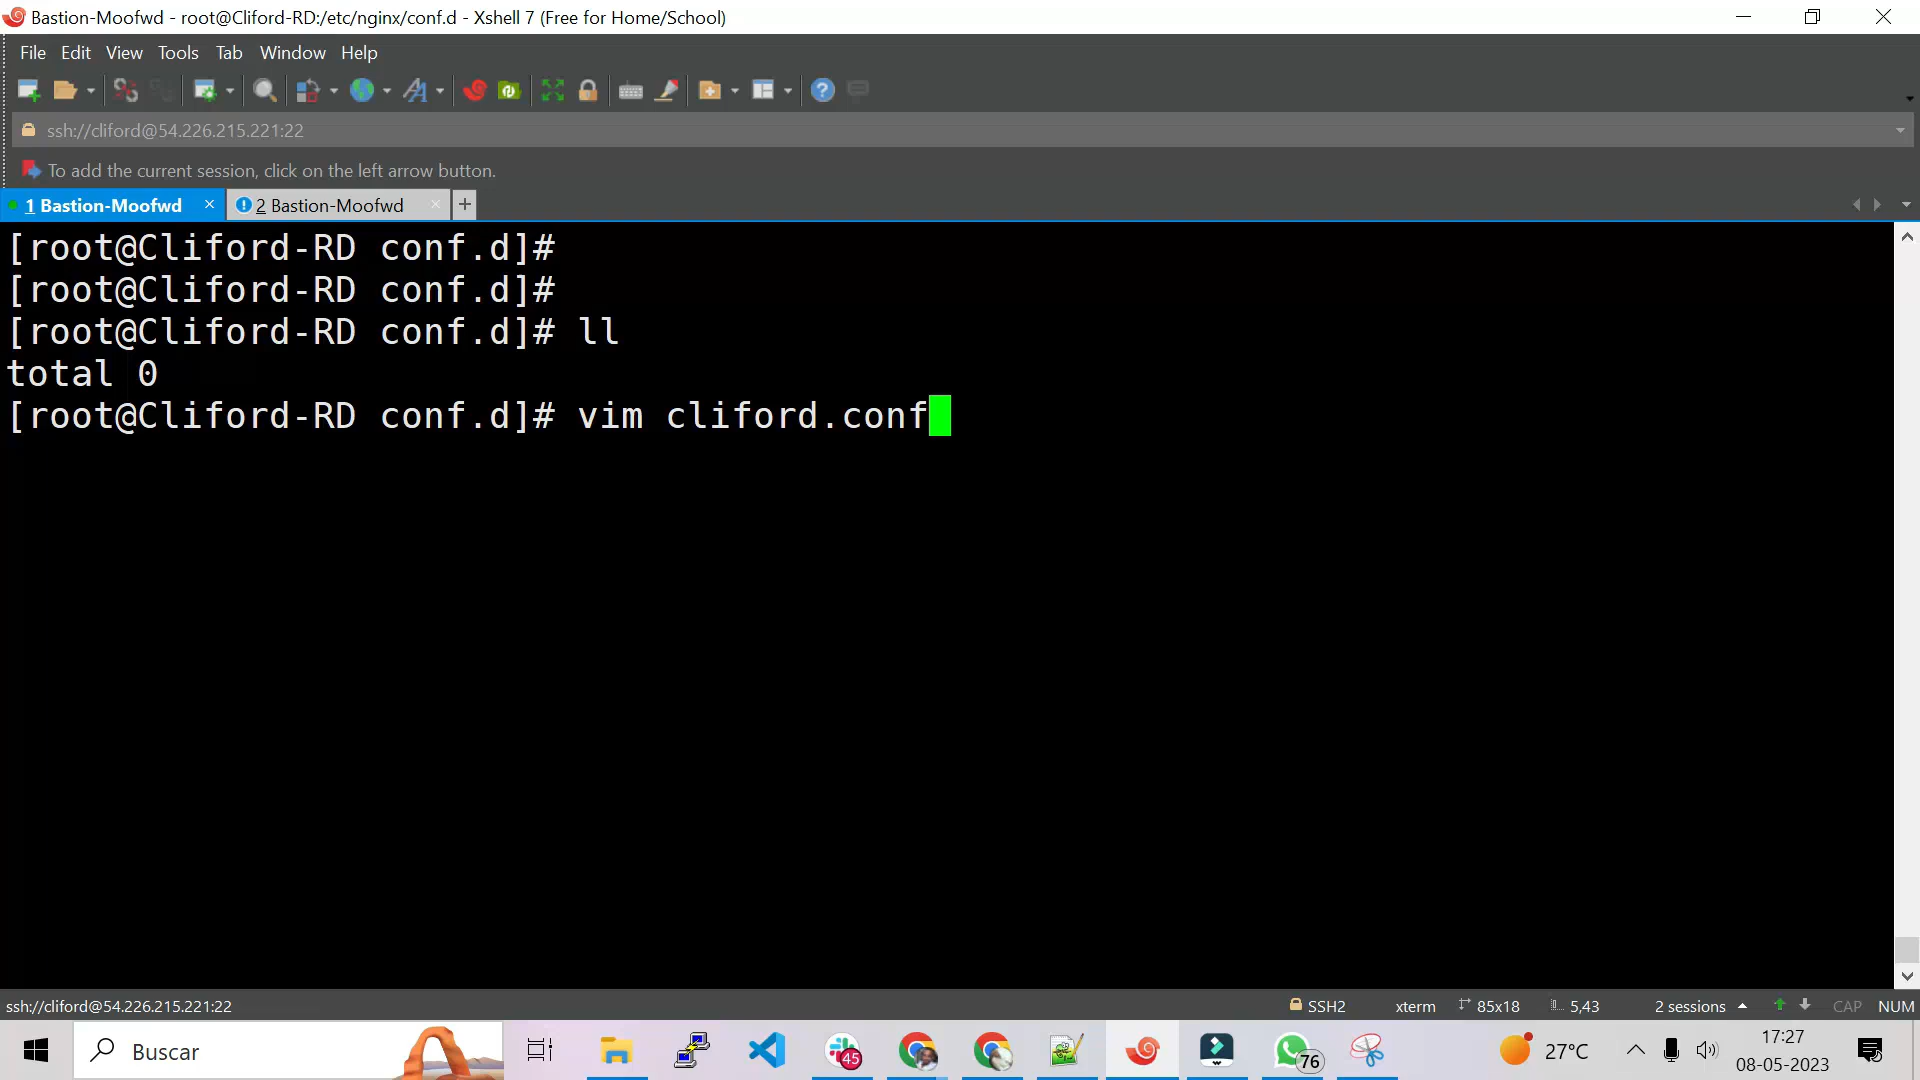 Bastion-Moofwd - root@Cliford-RD:/etc/nginx/conf.d - Xshell 7 (Free for Home/School)
File Edit View Tools Tab Window Help
ssh://cliford@54.226.215.221:22
To add the current session, click on the left arrow button.
1 Bastion-Moofwd 2 Bastion-Moofwd
[root@Cliford-RD conf.d]#
[root@Cliford-RD conf.d]#
[root@Cliford-RD conf.d]# ll
total 0
[root@Cliford-RD conf.d]# vim cliford.conf
ssh://cliford@54.226.215.221:22 SSH2 xterm 85x18 5,43 2 sessions CAP NUM
Buscar 45 76 27°C 17:27
08-05-2023